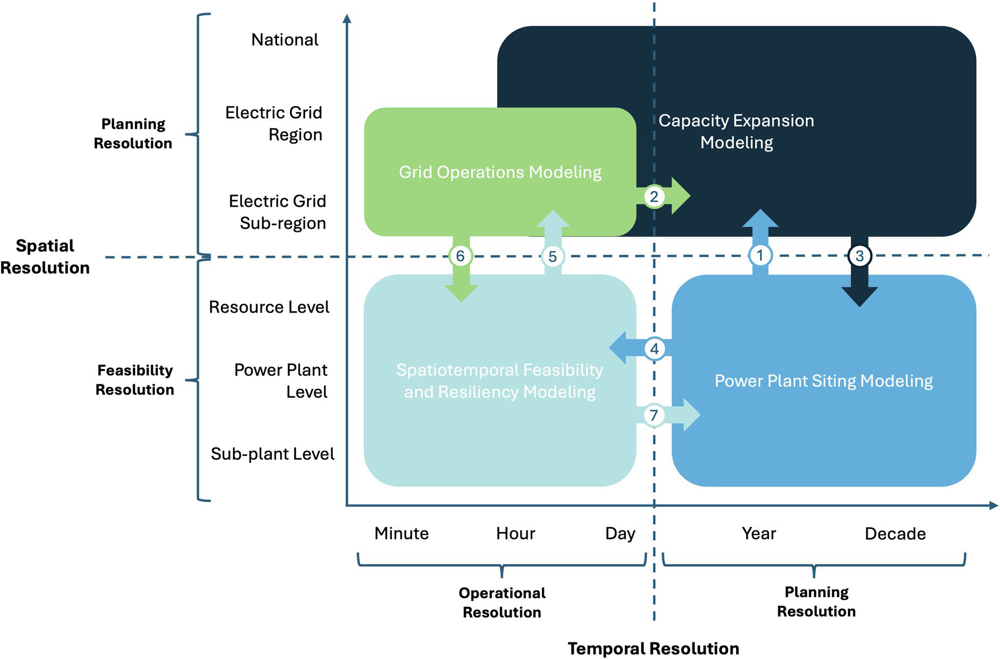 National
Electric Grid
Region
Planning
Resolution
Capacity Expansion
Modeling
Grid Operations Modeling
2
Electric Grid
Sub-region
Spatial
Resolution
6
5
1
3
Resource Level
4
Feasibility
Resolution
Power Plant
Level
Spatiotemporal Feasibility
and Resiliency Modeling
Power Plant Siting Modeling
7
Sub-plant Level
Minute
Hour
Day
Year
Decade
Operational
Resolution
Planning
Resolution
Temporal Resolution